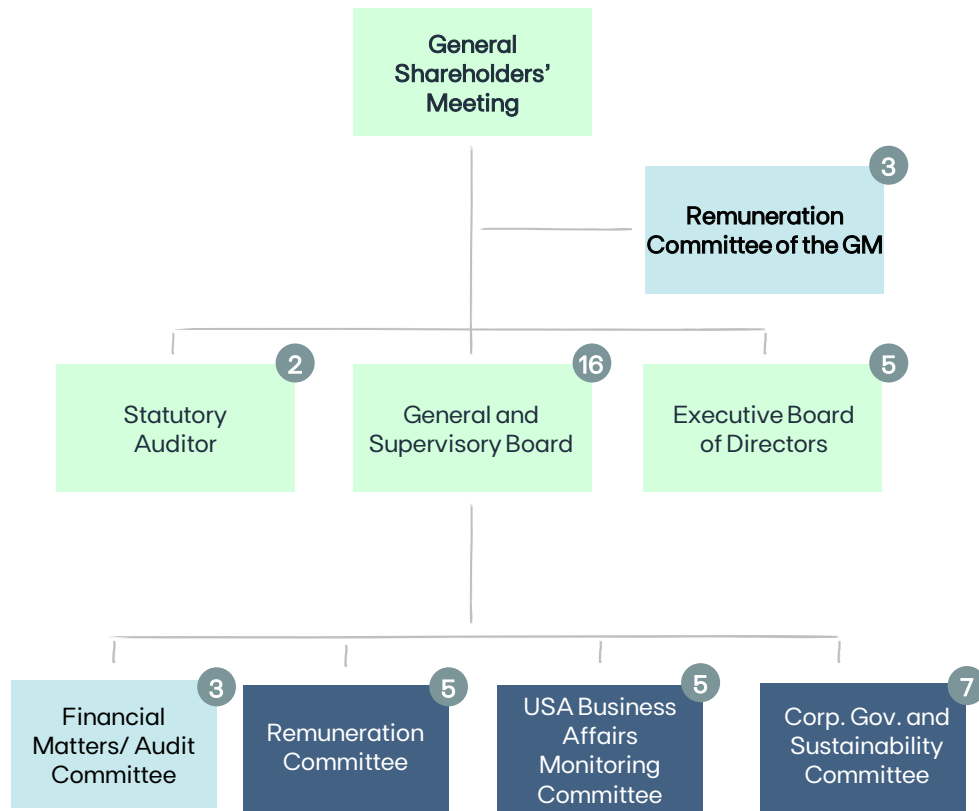 General
Shareholders’
Meeting
3
Remuneration
Committee of the GM
2
16
5
Statutory
Auditor
General and
Supervisory Board
Executive Board
of Directors
3
5
5
7
Financial
Matters/ Audit
Committee
Remuneration
Committee
USA Business
Affairs
Monitoring
Committee
Corp. Gov. and
Sustainability
Committee